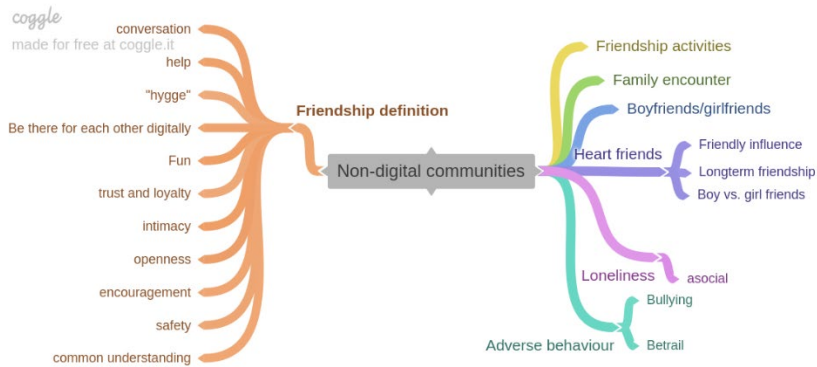 coggle
made for free at coggle.it
conversation
help
"hygge"
Be there for each other digitally
Fun
trust and loyalty
intimacy
openness
encouragement
safety
common understanding
Friendship definition
Non-digital communities
Friendship activities
Family encounter
Boyfriends/girlfriends
Heart friends
Friendly influence
Longterm friendship
Boy vs. girl friends
Loneliness
asocial
Adverse behaviour
Bullying
Betrail